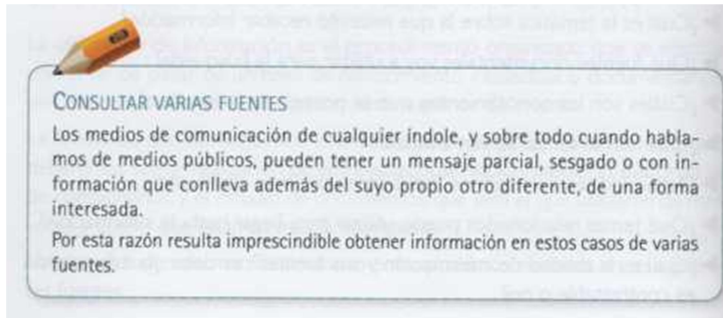 CONSULTAR VARIAS FUENTES
Los medios de comunicación de cualquier índole, y sobre todo cuando habla-
mos de medios públicos, pueden tener un mensaje parcial, sesgado o con in-
formación que conlleva además del suyo propio otro diferente, de una forma
interesada.
Por esta razón resulta imprescindible obtener información en estos casos de varias
fuentes.